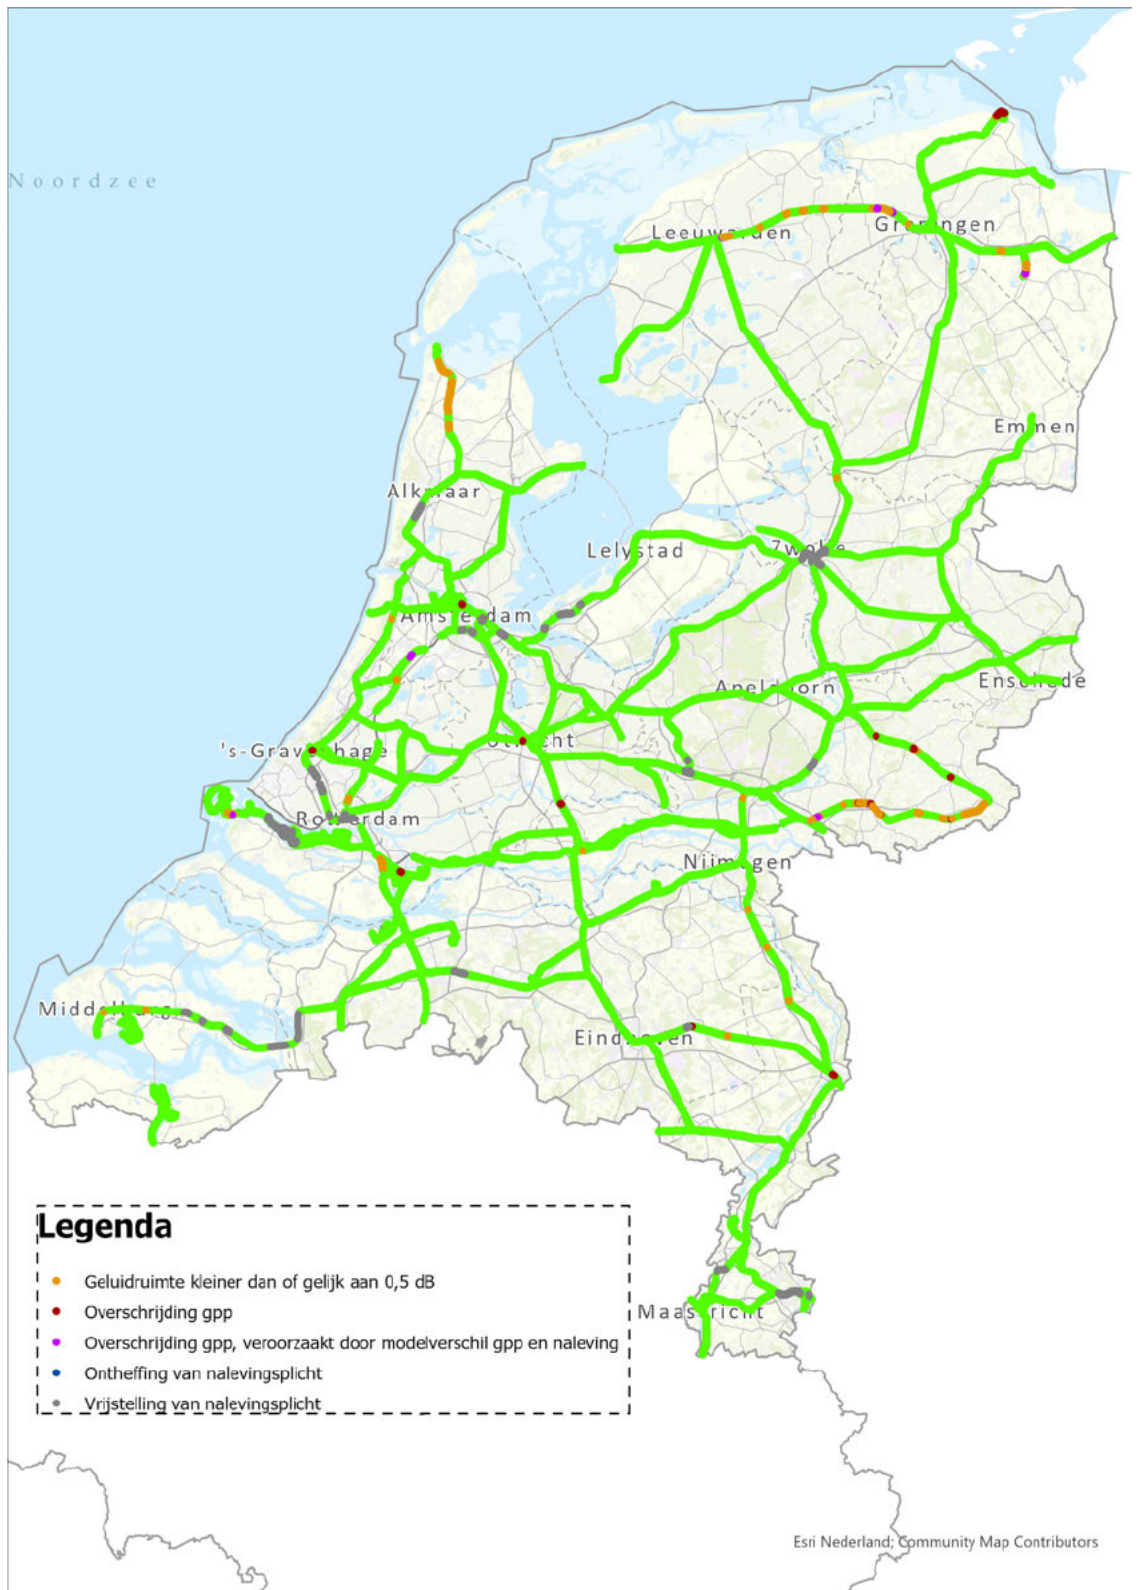 Noordzee
Leeuwarden
Groningen
Emmen
Alkmaar
Lelystad
Zwolle
Amsterdam
Apeldoorn
Enschede
's-Gravenhage
Utrecht
Rotterdam
Nijmegen
Middelburg
Eindhoven
Maastricht
Legenda
Geluidruimte kleiner dan of gelijk aan 0,5 dB
Overschrijding gpp
Overschrijding gpp, veroorzaakt door modelverschil gpp en naleving
Ontheffing van nalevingsplicht
Vrijstelling van nalevingsplicht
Esri Nederland; Community Map Contributors